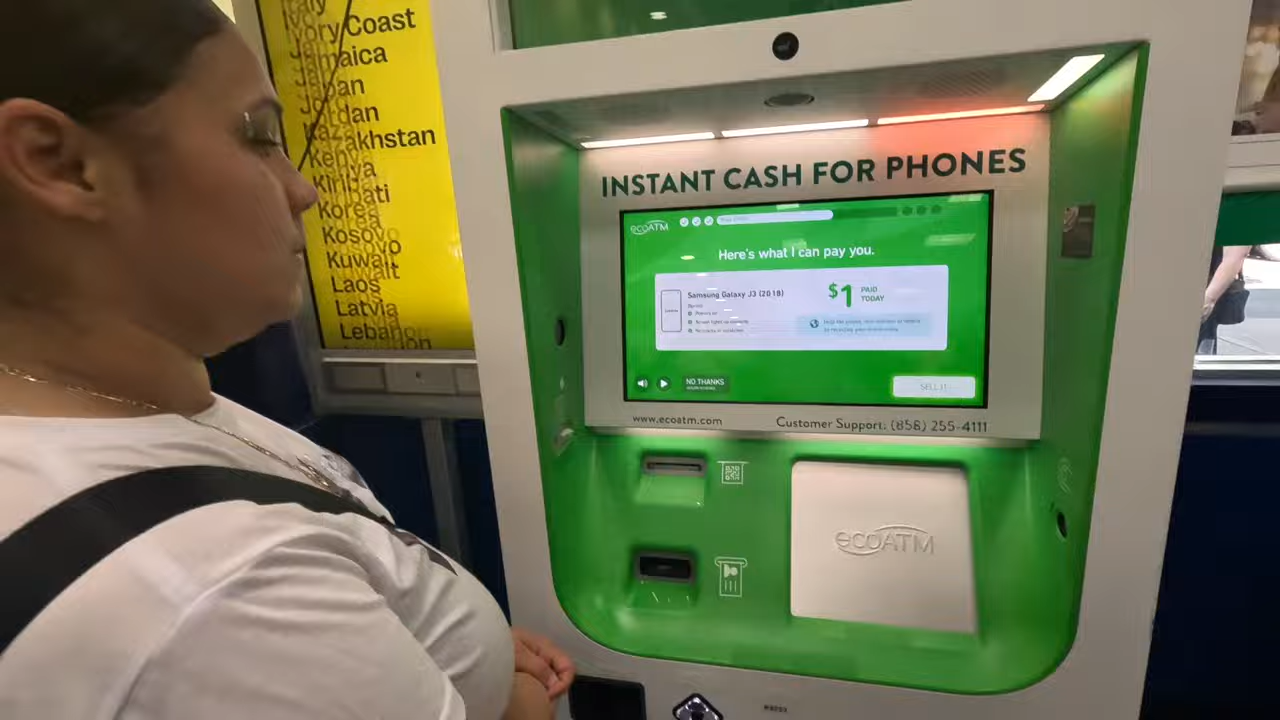 Italy
Ivory Coast
Jamaica
Japan
Jordan
Kazakhstan
Kenya
Kiribati
Korea
Kosovo
Kuwait
Laos
Latvia
Lebanon
INSTANT CASH FOR PHONES
ecoATM
Here's what I can pay you.
Samsung Galaxy J3 (2018)
$1 PAID
TODAY
NO THANKS
SELL IT
www.ecoatm.com
Customer Support: (858) 255-4111
ecoATM